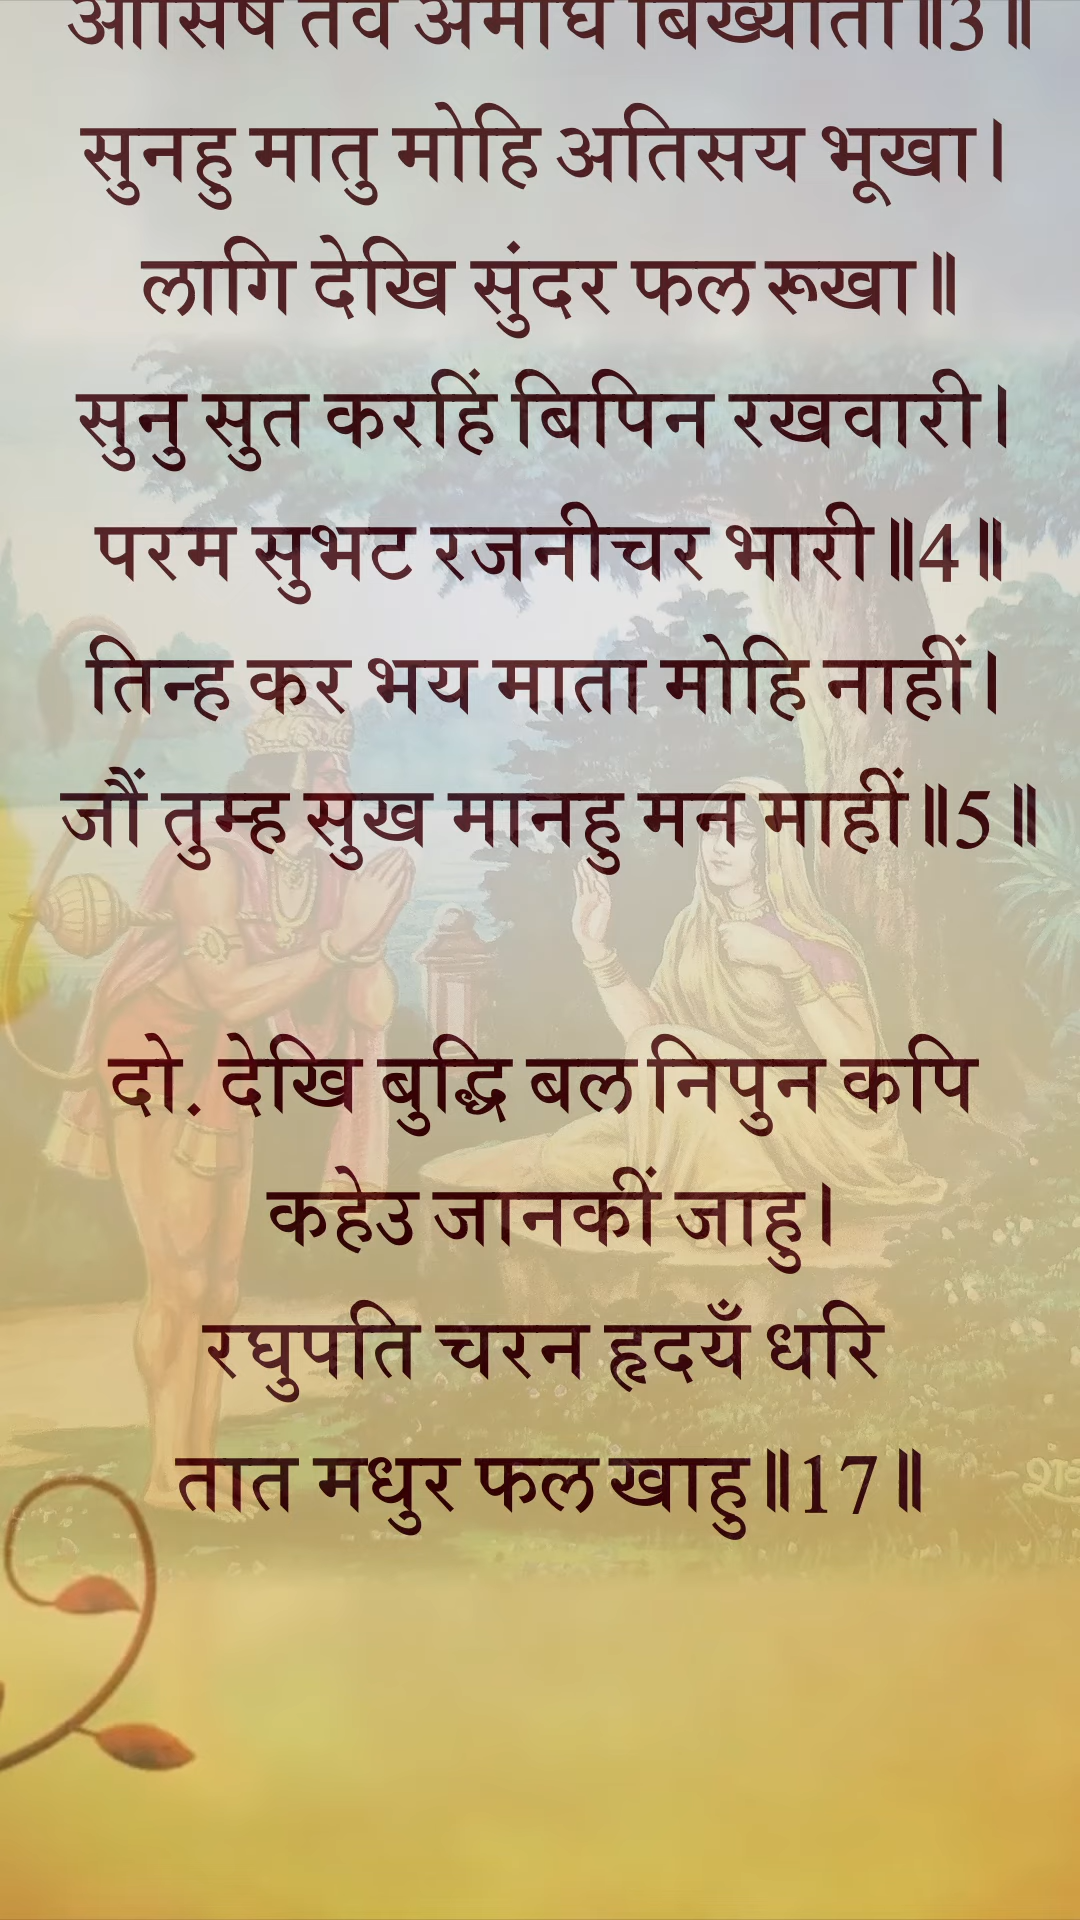 आसिष तव अमोघ बिख्याता॥3॥
सुनहु मातु मोहि अतिसय भूखा।
लागि देखि सुंदर फल रूखा॥
सुनु सुत करहिं बिपिन रखवारी।
परम सुभट रजनीचर भारी॥4॥
तिन्ह कर भय माता मोहि नाहीं।
जौं तुम्ह सुख मानहु मन माहीं॥5॥
दो. देखि बुद्धि बल निपुन कपि
कहेउ जानकीं जाहु।
रघुपति चरन हृदयँ धरि
तात मधुर फल खाहु॥17॥